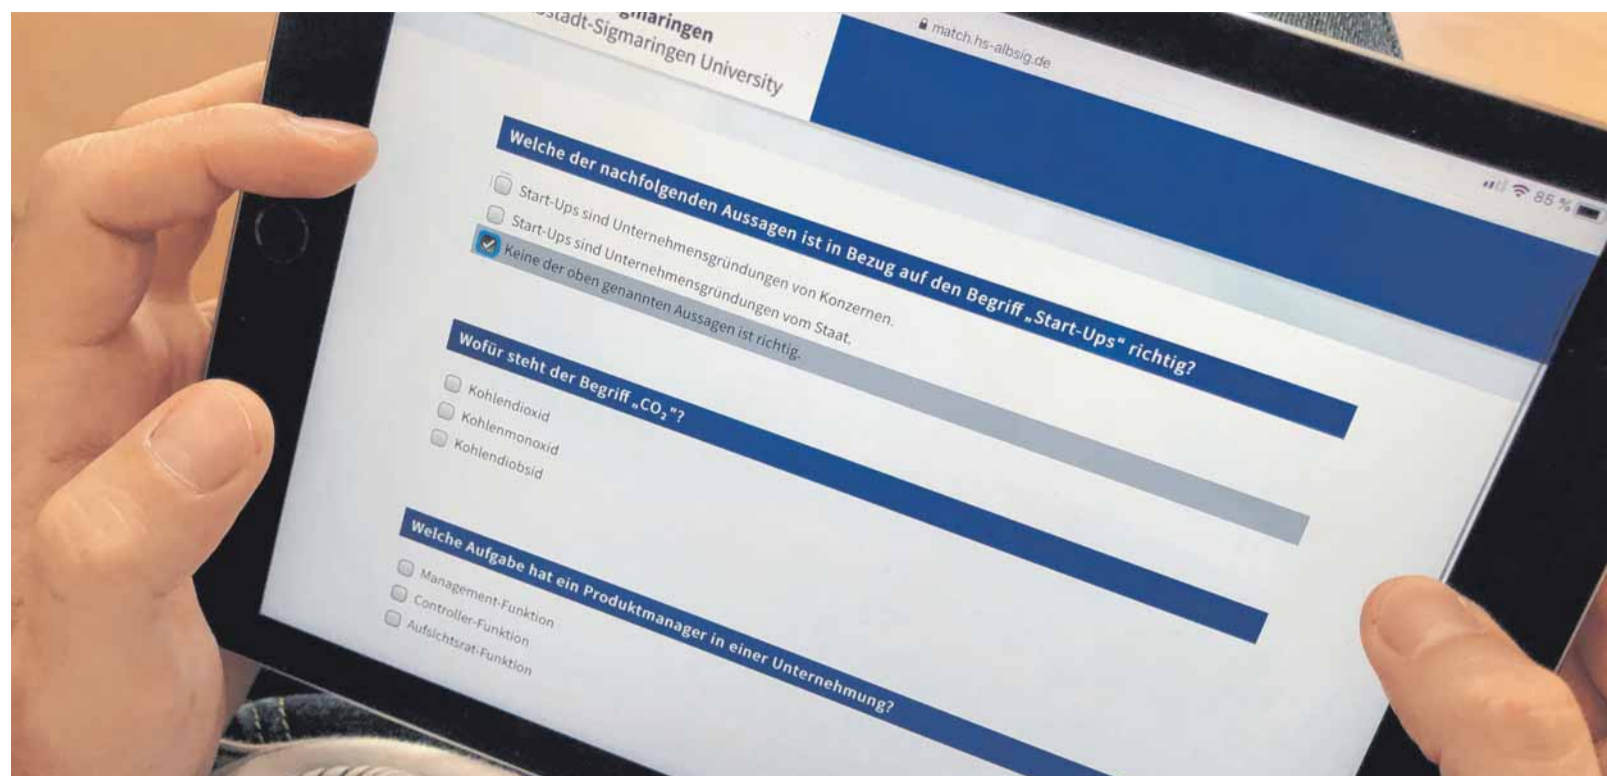 gmaringen
stadt-Sigmaringen University
match.hs-albsig.de
85 %
Welche der nachfolgenden Aussagen ist in Bezug auf den Begriff „Start-Ups“ richtig?
Start-Ups sind Unternehmensgründungen von Konzernen.
Start-Ups sind Unternehmensgründungen vom Staat.
Keine der oben genannten Aussagen ist richtig.
Wofür steht der Begriff „CO₂“?
Kohlendioxid
Kohlenmonoxid
Kohlendiobsid
Welche Aufgabe hat ein Produktmanager in einer Unternehmung?
Management-Funktion
Controller-Funktion
Aufsichtsrat-Funktion